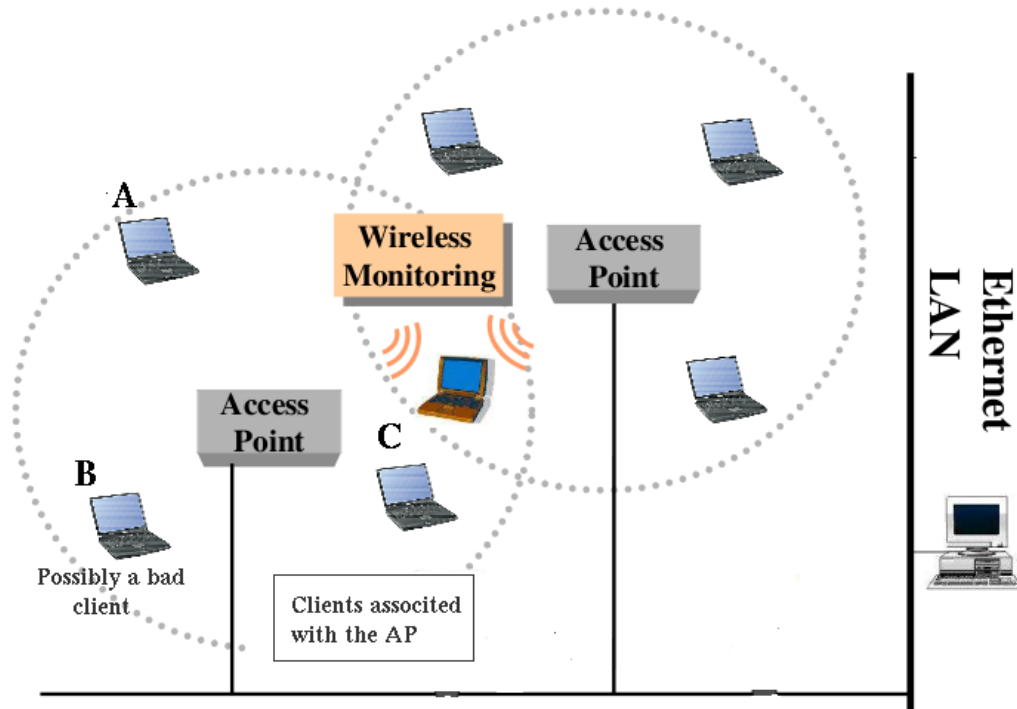 A
Wireless
Monitoring
Access
Point
Ethernet
LAN
Access
Point
C
B
Possibly a bad
client
Clients associted
with the AP